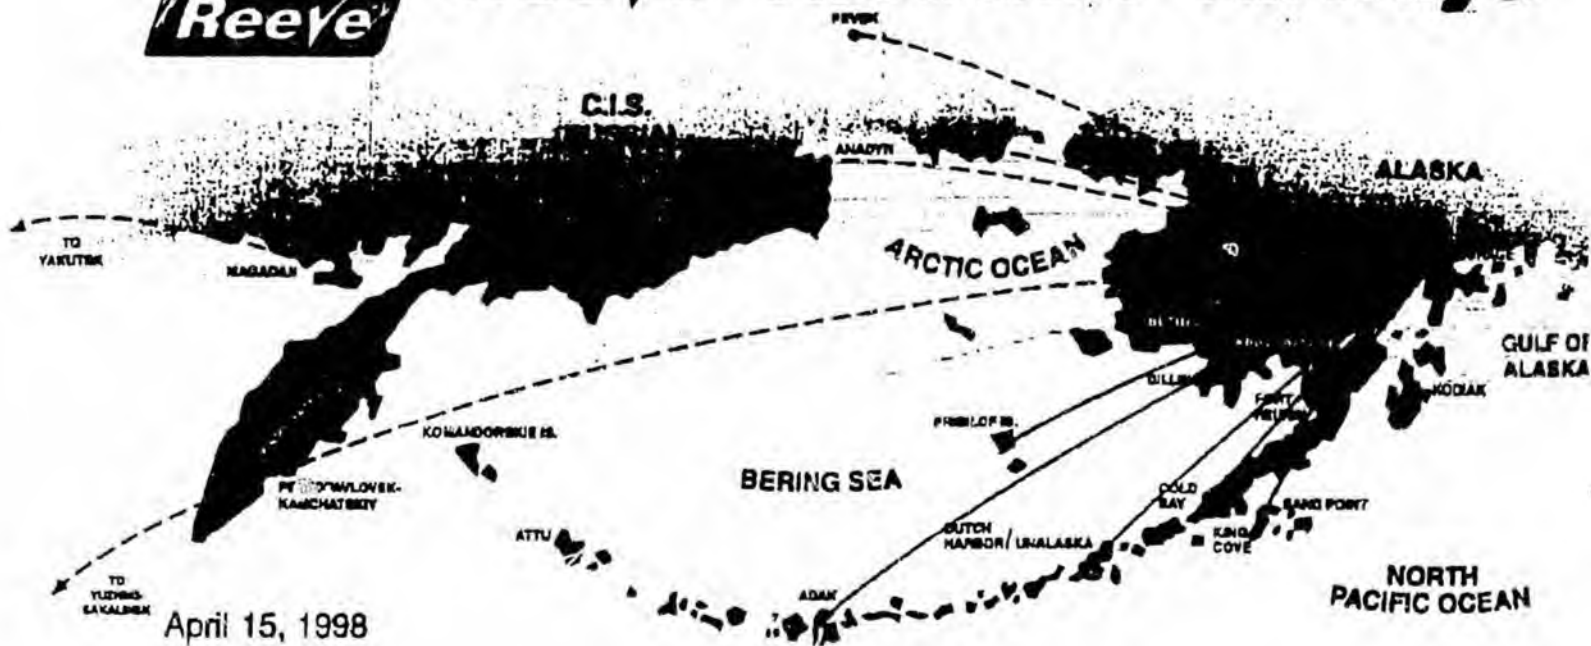 Reeve
C.I.S.
ANADYR
ALASKA
ARCTIC OCEAN
TO
YAKUTSK
MAGADAN
GULF OF
ALASKA
KODIAK
PRIBILOF IS.
KOMANDORSKIE IS.
BERING SEA
KAMCHATSKIY
COLD
BAY
SAND POINT
KING
COVE
DUTCH
HARBOR / UNALASKA
ATTU
ADAK
TO
NORTH
PACIFIC OCEAN
April 15, 1998